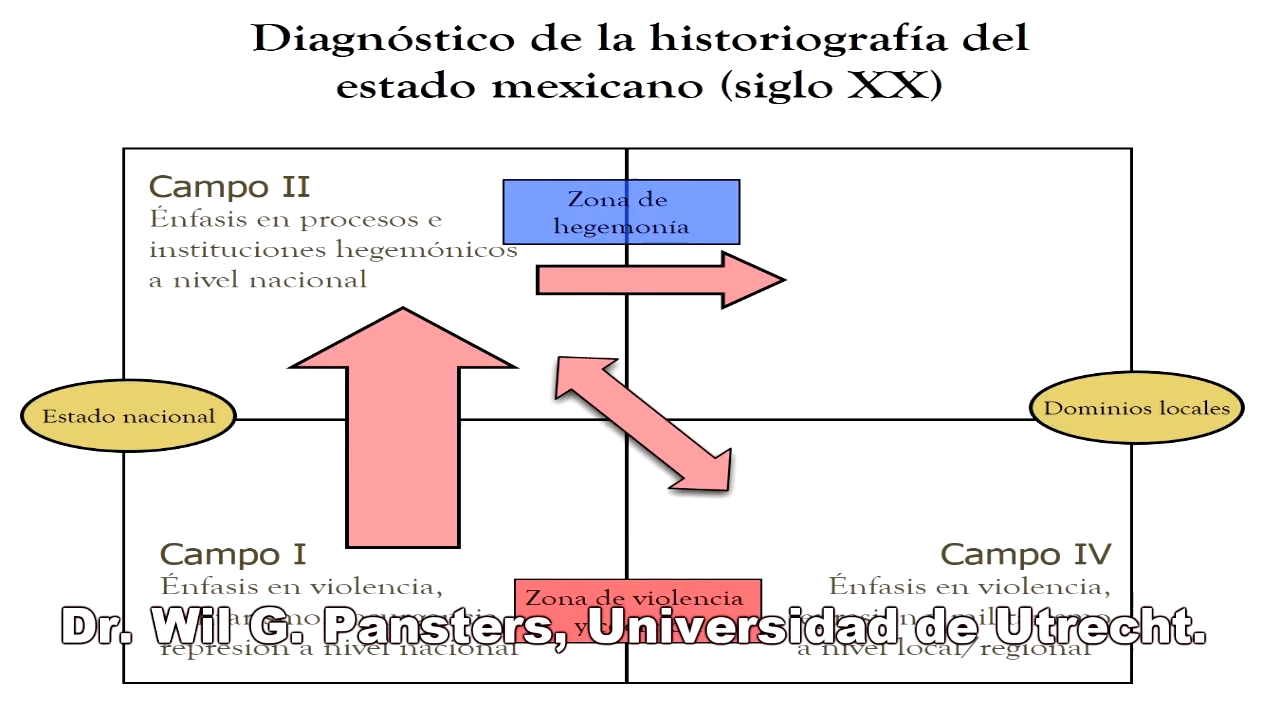 Diagnóstico de la historiografía del
estado mexicano (siglo XX)
Campo II
Énfasis en procesos e
instituciones hegemónicos
a nivel nacional
Zona de
hegemonía
Estado nacional
Dominios locales
Campo I
Énfasis en violencia,
represión a nivel nacional
Zona de violencia
y
Campo IV
Énfasis en violencia,
a nivel local/regional
Dr. Wil G. Pansters, Universidad de Utrecht.